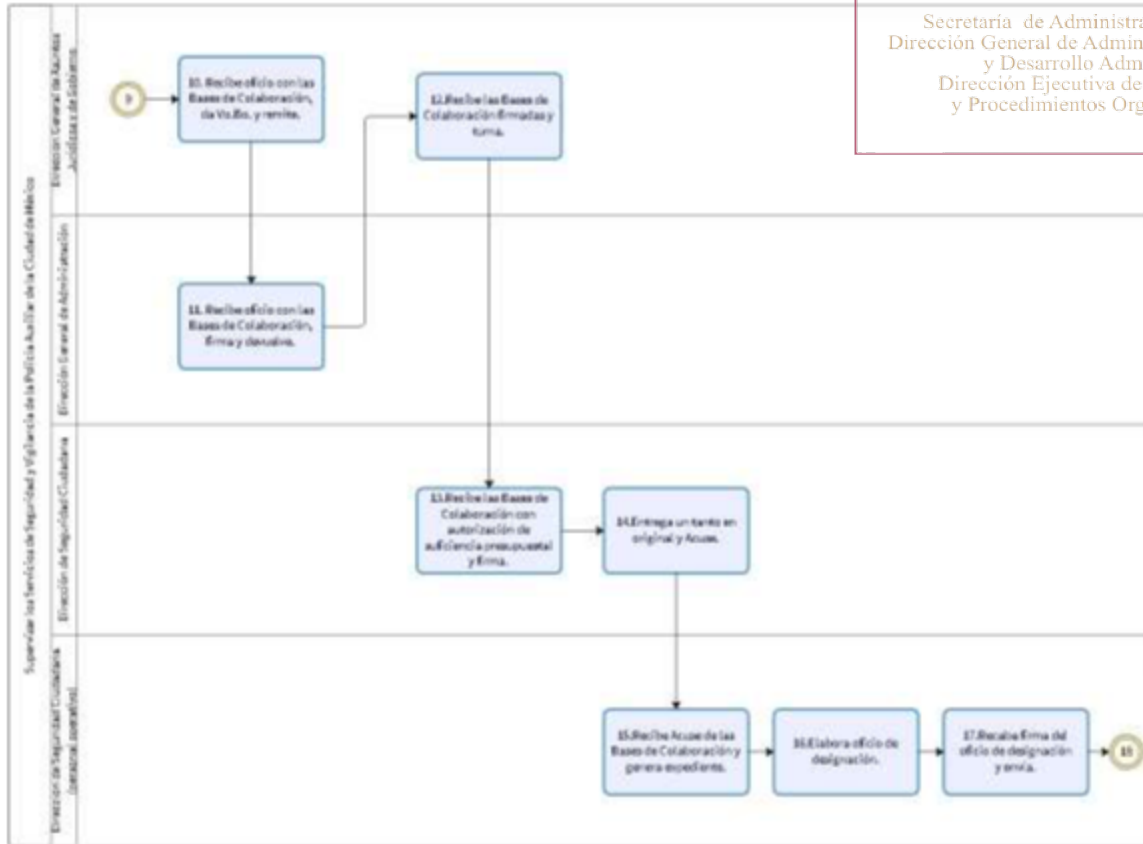 Secretaría de Administra
Dirección General de Admin
y Desarrollo Adm
Dirección Ejecutiva de
y Procedimientos Org
Supervisar los Servicios de Seguridad y Vigilancia de la Policía Auxiliar de la Ciudad de México
Dirección General de Asuntos
Jurídicos y de Gobierno
9
10. Recibe oficio con las
Bases de Colaboración,
da Vo.Bo. y remite.
12.Recibe las Bases de
Colaboración firmadas y
turna.
Dirección General de Administración
11. Recibe oficio con las
Bases de Colaboración,
firma y devuelve.
Dirección de Seguridad Ciudadana
13.Recibe las Bases de
Colaboración con
autorización de
suficiencia presupuestal
y firma.
14.Entrega un tanto en
original y Acuse.
Dirección de Seguridad Ciudadana
(personal operativo)
15.Recibe Acuse de las
Bases de Colaboración y
genera expediente.
16.Elabora oficio de
designación.
17.Recaba firma del
oficio de designación
y envía.
18